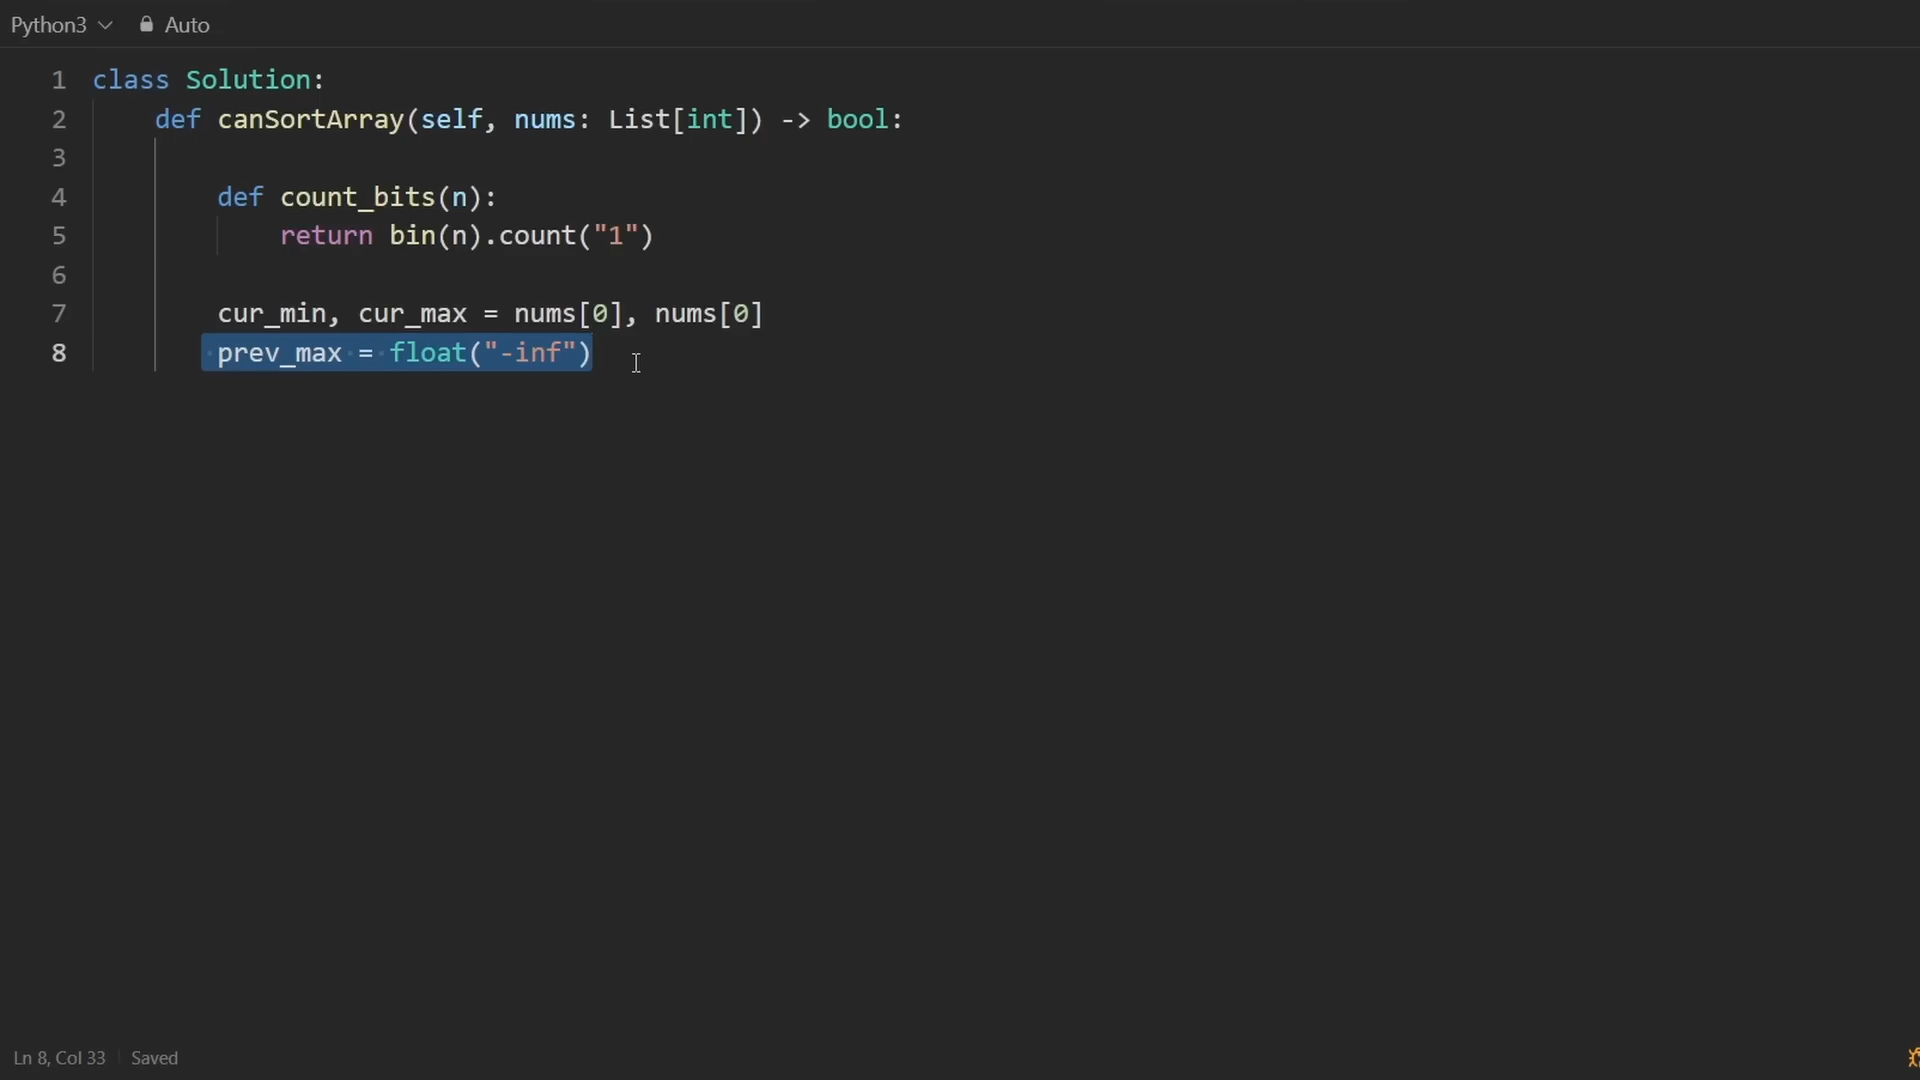 Python3 Auto
1 class Solution:
2 def canSortArray(self, nums: List[int]) -> bool:
3
4 def count_bits(n):
5 return bin(n).count("1")
6
7 cur_min, cur_max = nums[0], nums[0]
8 prev_max = float("-inf")
Ln 8, Col 33 Saved